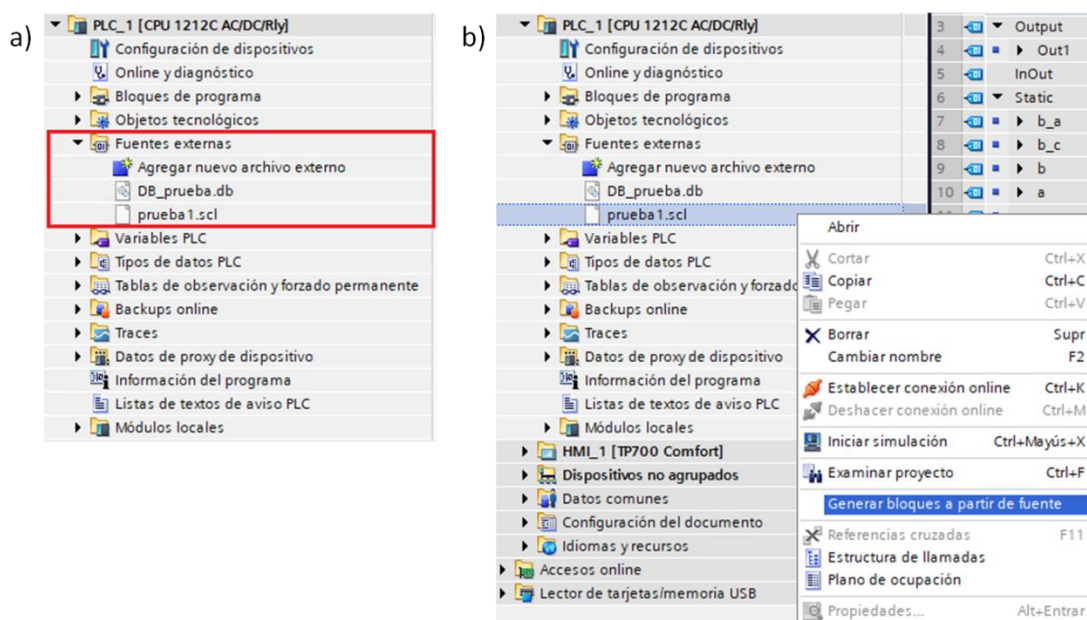 a)
PLC_1 [CPU 1212C AC/DC/Rly]
Configuración de dispositivos
Online y diagnóstico
Bloques de programa
Objetos tecnológicos
Fuentes externas
Agregar nuevo archivo externo
DB_prueba.db
prueba1.scl
Variables PLC
Tipos de datos PLC
Tablas de observación y forzado permanente
Backups online
Traces
Datos de proxy de dispositivo
Información del programa
Listas de textos de aviso PLC
Módulos locales
b)
PLC_1 [CPU 1212C AC/DC/Rly]
Configuración de dispositivos
Online y diagnóstico
Bloques de programa
Objetos tecnológicos
Fuentes externas
Agregar nuevo archivo externo
DB_prueba.db
prueba1.scl
Variables PLC
Tipos de datos PLC
Tablas de observación y forzado
Backups online
Traces
Datos de proxy de dispositivo
Información del programa
Listas de textos de aviso PLC
Módulos locales
HMI_1 [TP700 Comfort]
Dispositivos no agrupados
Datos comunes
Configuración del documento
Idiomas y recursos
Accesos online
Lector de tarjetas/memoria USB
3 Output
4 Out1
5 InOut
6 Static
7 b_a
8 b_c
9 b
10 a
Abrir
Cortar Ctrl+X
Copiar Ctrl+C
Pegar Ctrl+V
Borrar Supr
Cambiar nombre F2
Establecer conexión online Ctrl+K
Deshacer conexión online Ctrl+M
Iniciar simulación Ctrl+Mayús+X
Examinar proyecto Ctrl+F
Generar bloques a partir de fuente
Referencias cruzadas F11
Estructura de llamadas
Plano de ocupación
Propiedades... Alt+Entrar